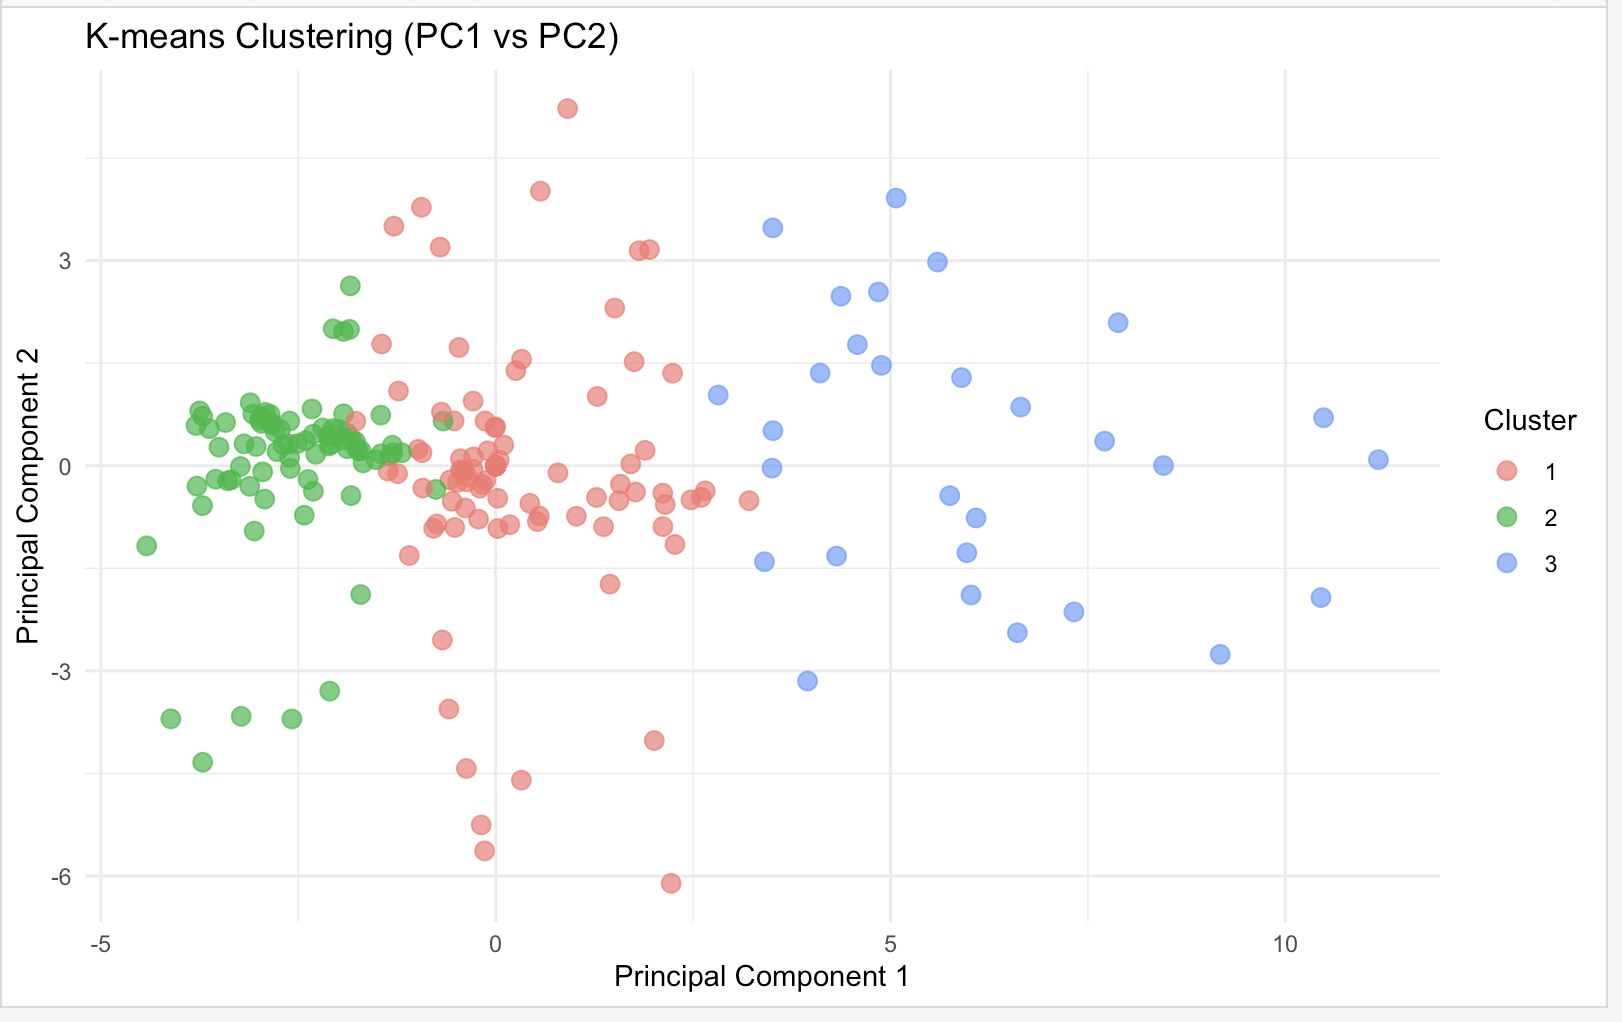 K-means Clustering (PC1 vs PC2)
Principal Component 2
3
0
-3
-6
-5
0
5
10
Principal Component 1
Cluster
1
2
3